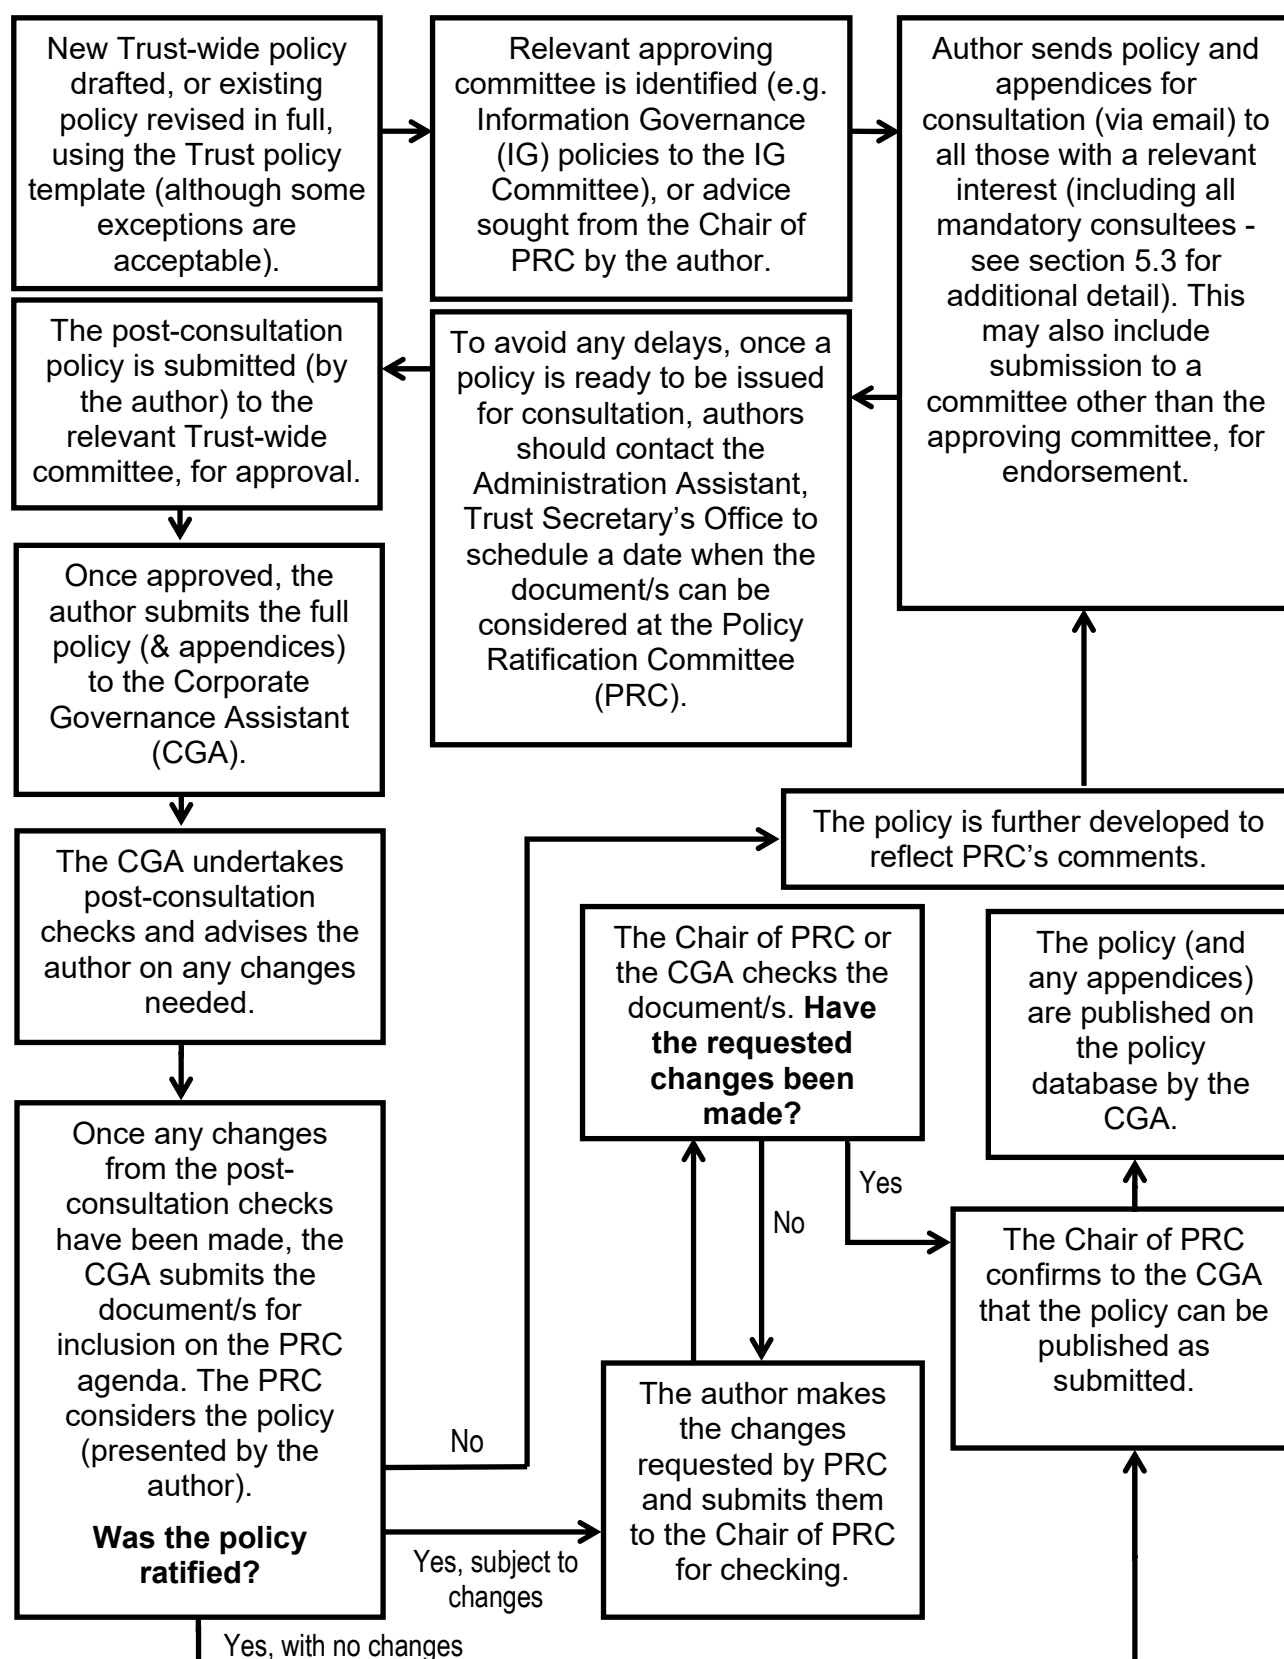 New Trust-wide policy
drafted, or existing
policy revised in full,
using the Trust policy
template (although some
exceptions are
acceptable).
Relevant approving
committee is identified (e.g.
Information Governance
(IG) policies to the IG
Committee), or advice
sought from the Chair of
PRC by the author.
Author sends policy and
appendices for
consultation (via email) to
all those with a relevant
interest (including all
mandatory consultees -
see section 5.3 for
additional detail). This
may also include
submission to a
committee other than the
approving committee, for
endorsement.
To avoid any delays, once a
policy is ready to be issued
for consultation, authors
should contact the
Administration Assistant,
Trust Secretary’s Office to
schedule a date when the
document/s can be
considered at the Policy
Ratification Committee
(PRC).
The post-consultation
policy is submitted (by
the author) to the
relevant Trust-wide
committee, for approval.
Once approved, the
author submits the full
policy (& appendices)
to the Corporate
Governance Assistant
(CGA).
The CGA undertakes
post-consultation
checks and advises the
author on any changes
needed.
Once any changes
from the post-
consultation checks
have been made, the
CGA submits the
document/s for
inclusion on the PRC
agenda. The PRC
considers the policy
(presented by the
author).
Was the policy
ratified?
No
The policy is further developed to
reflect PRC’s comments.
Yes, subject to
changes
The author makes
the changes
requested by PRC
and submits them
to the Chair of PRC
for checking.
The Chair of PRC or
the CGA checks the
document/s. Have
the requested
changes been
made?
No
Yes
The Chair of PRC
confirms to the CGA
that the policy can be
published as
submitted.
The policy (and
any appendices)
are published on
the policy
database by the
CGA.
Yes, with no changes